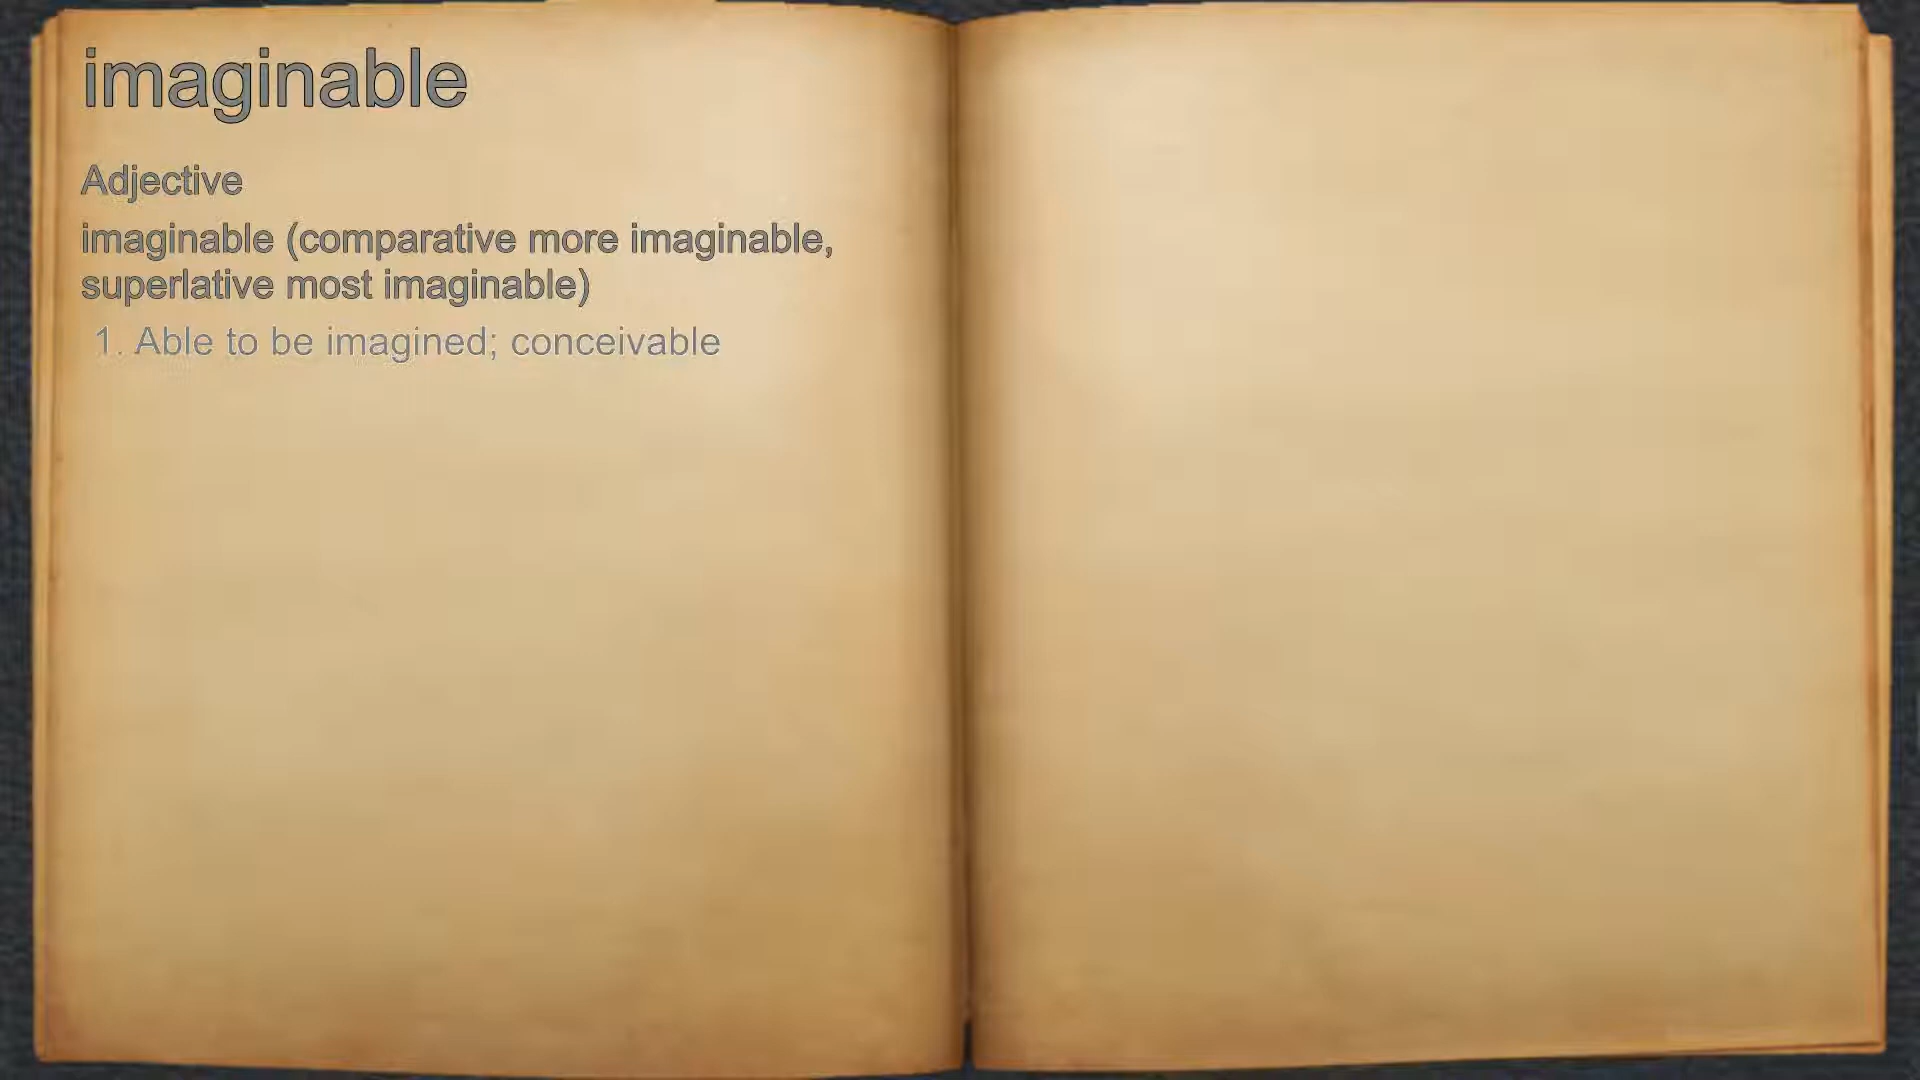 imaginable
Adjective
imaginable (comparative more imaginable,
superlative most imaginable)
1. Able to be imagined; conceivable